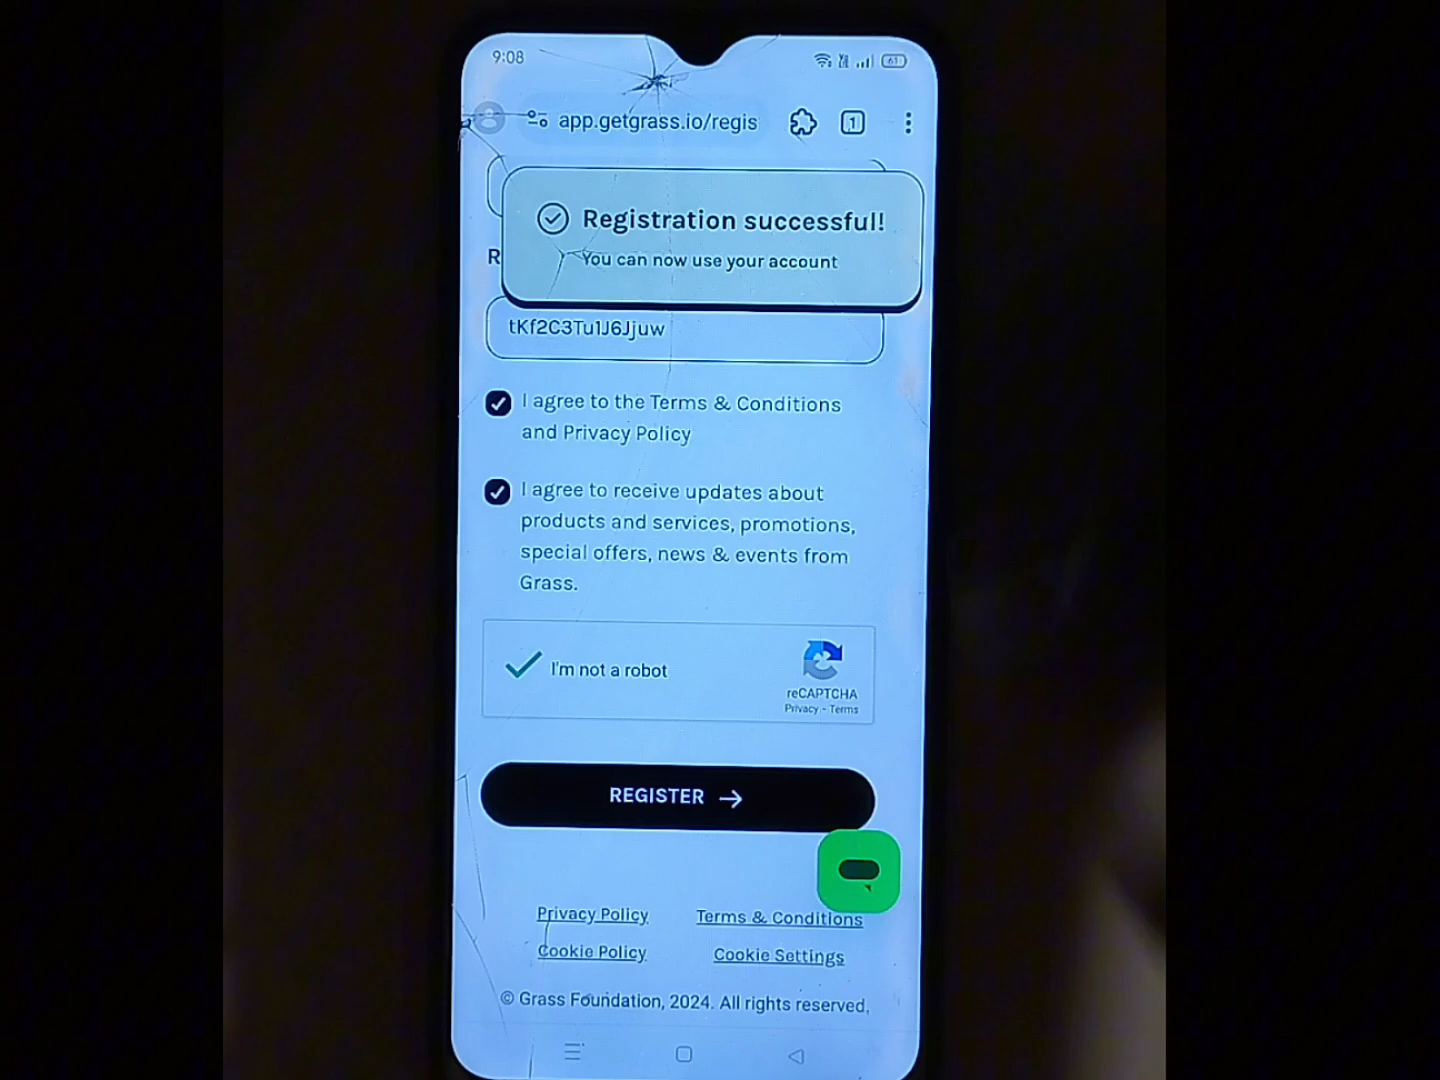 9:08
61
app.getgrass.io/regis
1
Registration successful!
You can now use your account
R
tKf2C3Tu1J6Jjuw
I agree to the Terms & Conditions
and Privacy Policy
I agree to receive updates about
products and services, promotions,
special offers, news & events from
Grass.
I'm not a robot
reCAPTCHA
Privacy - Terms
REGISTER
Privacy Policy Terms & Conditions
Cookie Policy Cookie Settings
© Grass Foundation, 2024. All rights reserved.